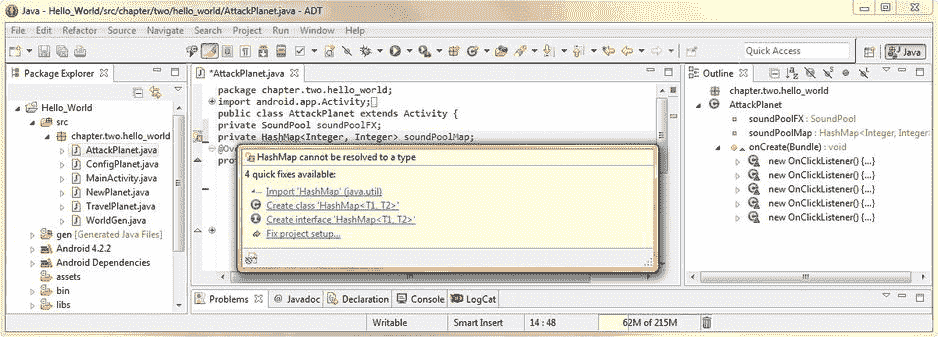 Java - Hello_World/src/chapter/two/hello_world/AttackPlanet.java - ADT
File Edit Refactor Source Navigate Search Project Run Window Help
Quick Access
Java
Package Explorer
Hello_World
src
chapter.two.hello_world
AttackPlanet.java
ConfigPlanet.java
MainActivity.java
NewPlanet.java
TravelPlanet.java
WorldGen.java
gen [Generated Java Files]
Android 4.2.2
Android Dependencies
assets
bin
libs
*AttackPlanet.java
package chapter.two.hello_world;
import android.app.Activity;
public class AttackPlanet extends Activity {
private SoundPool soundPoolFX;
private HashMap<Integer, Integer> soundPoolMap;
@Ov
pro
HashMap cannot be resolved to a type
4 quick fixes available:
Import 'HashMap' (java.util)
Create class 'HashMap<T1, T2>'
Create interface 'HashMap<T1, T2>'
Fix project setup...
Outline
chapter.two.hello_world
AttackPlanet
soundPoolFX : SoundPool
soundPoolMap : HashMap<Integer, Integer
onCreate(Bundle) : void
new OnClickListener() {...}
new OnClickListener() {...}
new OnClickListener() {...}
new OnClickListener() {...}
new OnClickListener() {...}
Problems @ Javadoc Declaration Console LogCat
Writable Smart Insert 14 : 48 62M of 215M